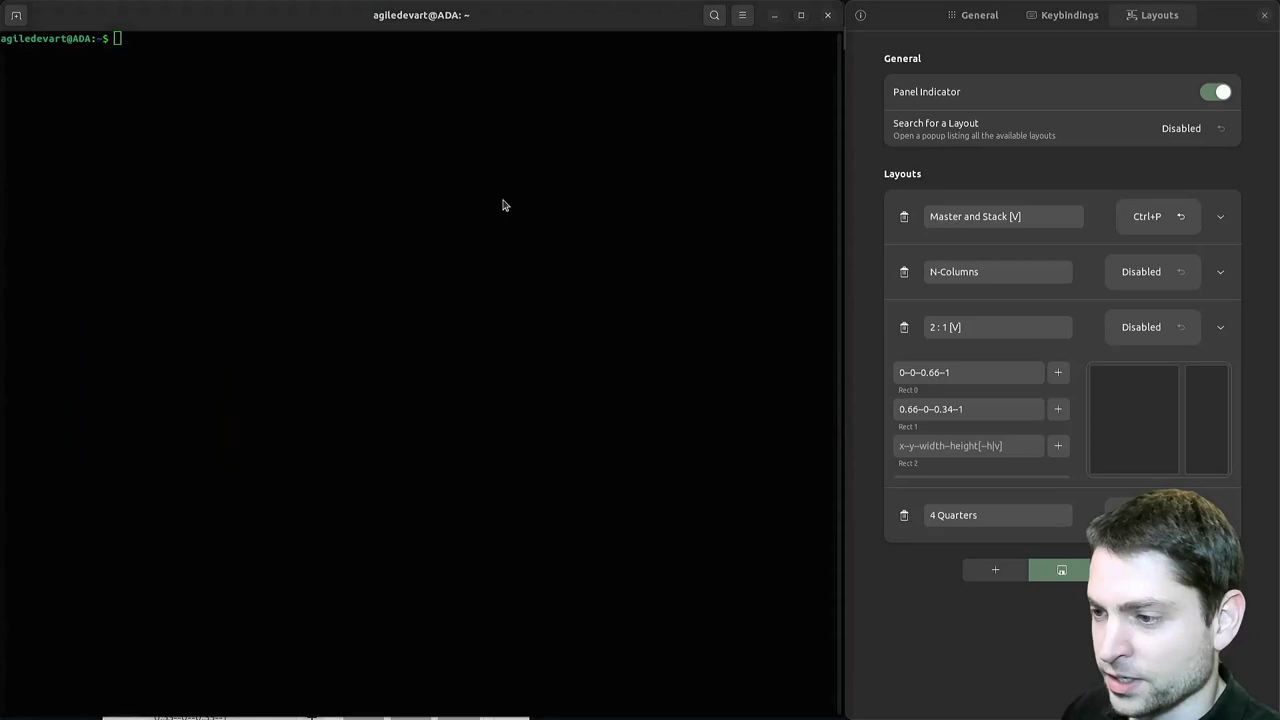 agiledevart@ADA: ~
General
Keybindings
Layouts
agiledevart@ADA:~$
General
Panel Indicator
Search for a Layout
Open a popup listing all the available layouts
Disabled
Layouts
Master and Stack [V]
Ctrl+P
N-Columns
Disabled
2 : 1 [V]
Disabled
0--0--0.66--1
Rect 0
0.66--0--0.34--1
Rect 1
x--y--width--height[--h|v]
Rect 2
4 Quarters